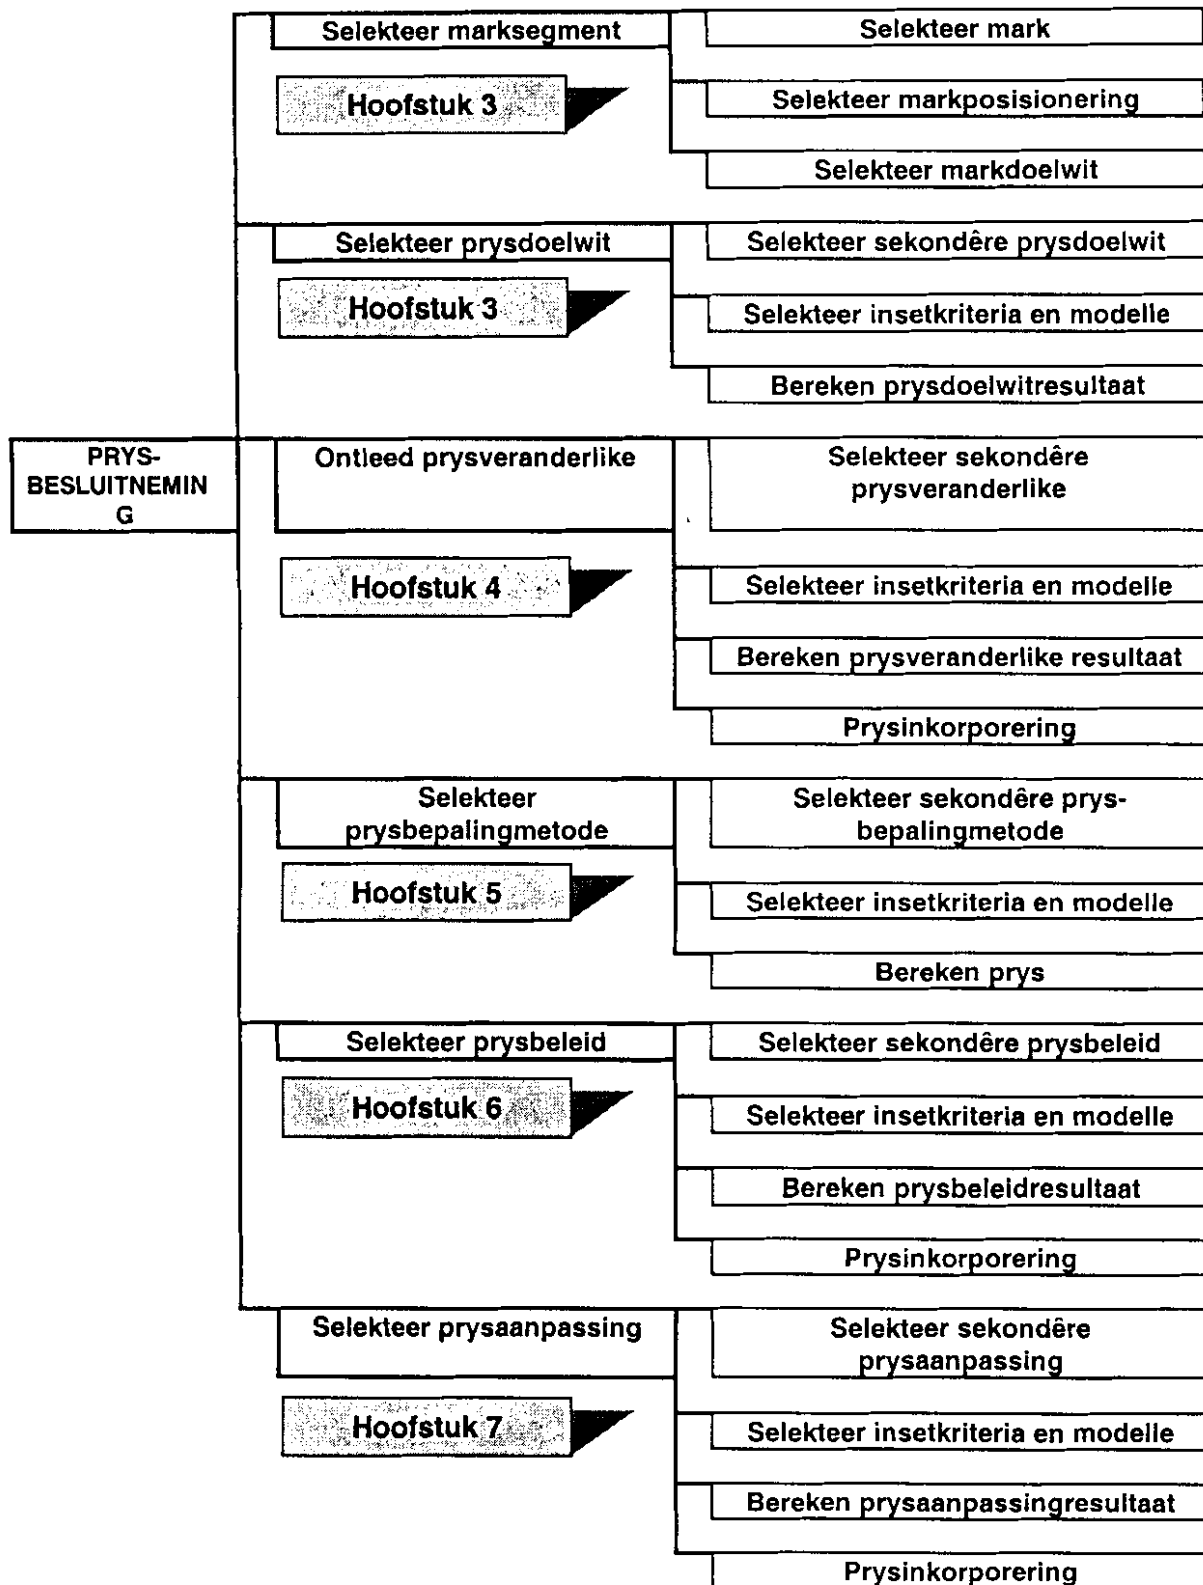 Selekteer marksegment
Selekteer mark
Hoofstuk 3
Selekteer markposisionering
Selekteer markdoelwit
Selekteer prysdoelwit
Selekteer sekondêre prysdoelwit
Hoofstuk 3
Selekteer insetkriteria en modelle
Bereken prysdoelwitresultaat
PRYS-
BESLUITNEMIN
G
Ontleed prysveranderlike
Selekteer sekondêre
prysveranderlike
Hoofstuk 4
Selekteer insetkriteria en modelle
Bereken prysveranderlike resultaat
Prysinkorporering
Selekteer
prysbepalingmetode
Selekteer sekondêre prys-
bepalingmetode
Hoofstuk 5
Selekteer insetkriteria en modelle
Bereken prys
Selekteer prysbeleid
Selekteer sekondêre prysbeleid
Hoofstuk 6
Selekteer insetkriteria en modelle
Bereken prysbeleidresultaat
Prysinkorporering
Selekteer prysaanpassing
Selekteer sekondêre
prysaanpassing
Hoofstuk 7
Selekteer insetkriteria en modelle
Bereken prysaanpassingresultaat
Prysinkorporering